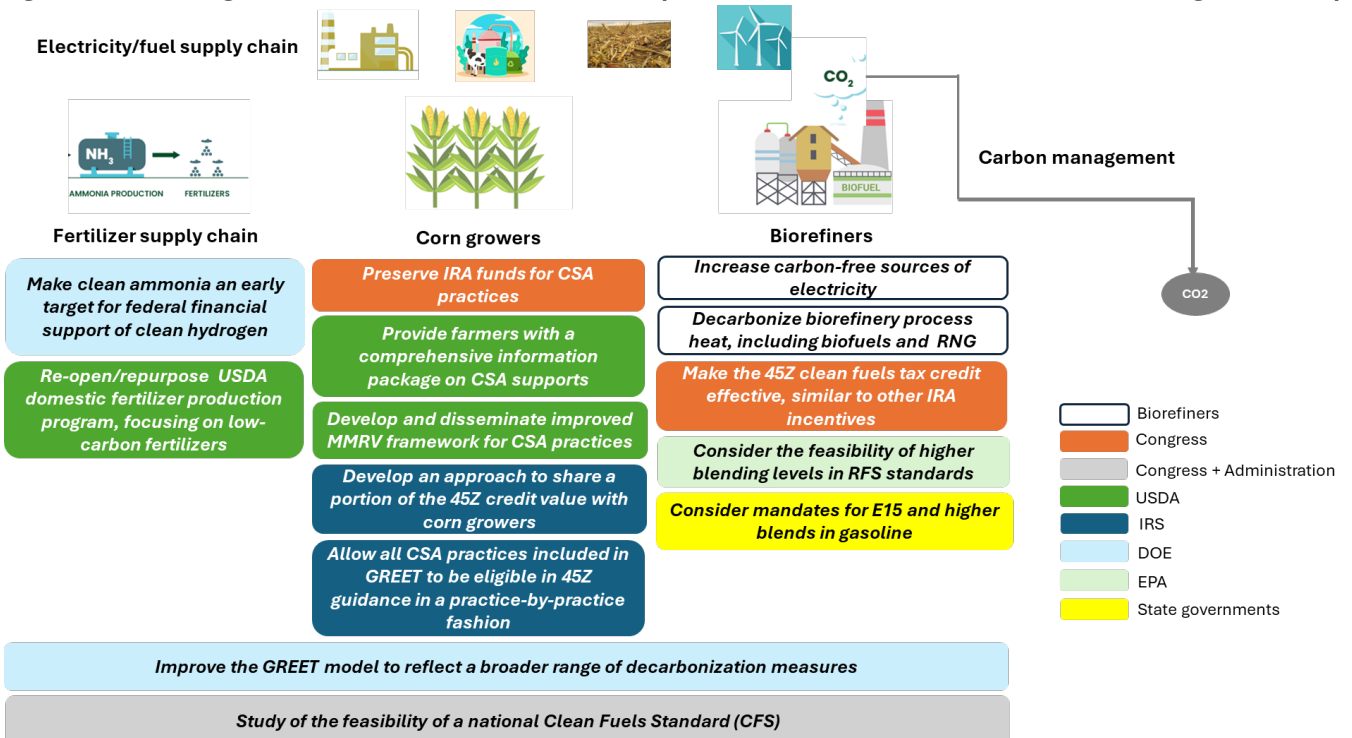 Electricity/fuel supply chain
CO2
NH3
AMMONIA PRODUCTION
FERTILIZERS
BIOFUEL
Carbon management
Fertilizer supply chain
Corn growers
Biorefiners
Make clean ammonia an early
target for federal financial
support of clean hydrogen
Re-open/repurpose USDA
domestic fertilizer production
program, focusing on low-
carbon fertilizers
Preserve IRA funds for CSA
practices
Provide farmers with a
comprehensive information
package on CSA supports
Develop and disseminate improved
MMRV framework for CSA practices
Develop an approach to share a
portion of the 45Z credit value with
corn growers
Allow all CSA practices included in
GREET to be eligible in 45Z
guidance in a practice-by-practice
fashion
Increase carbon-free sources of
electricity
Decarbonize biorefinery process
heat, including biofuels and RNG
Make the 45Z clean fuels tax credit
effective, similar to other IRA
incentives
Consider the feasibility of higher
blending levels in RFS standards
Consider mandates for E15 and higher
blends in gasoline
CO2
Biorefiners
Congress
Congress + Administration
USDA
IRS
DOE
EPA
State governments
Improve the GREET model to reflect a broader range of decarbonization measures
Study of the feasibility of a national Clean Fuels Standard (CFS)